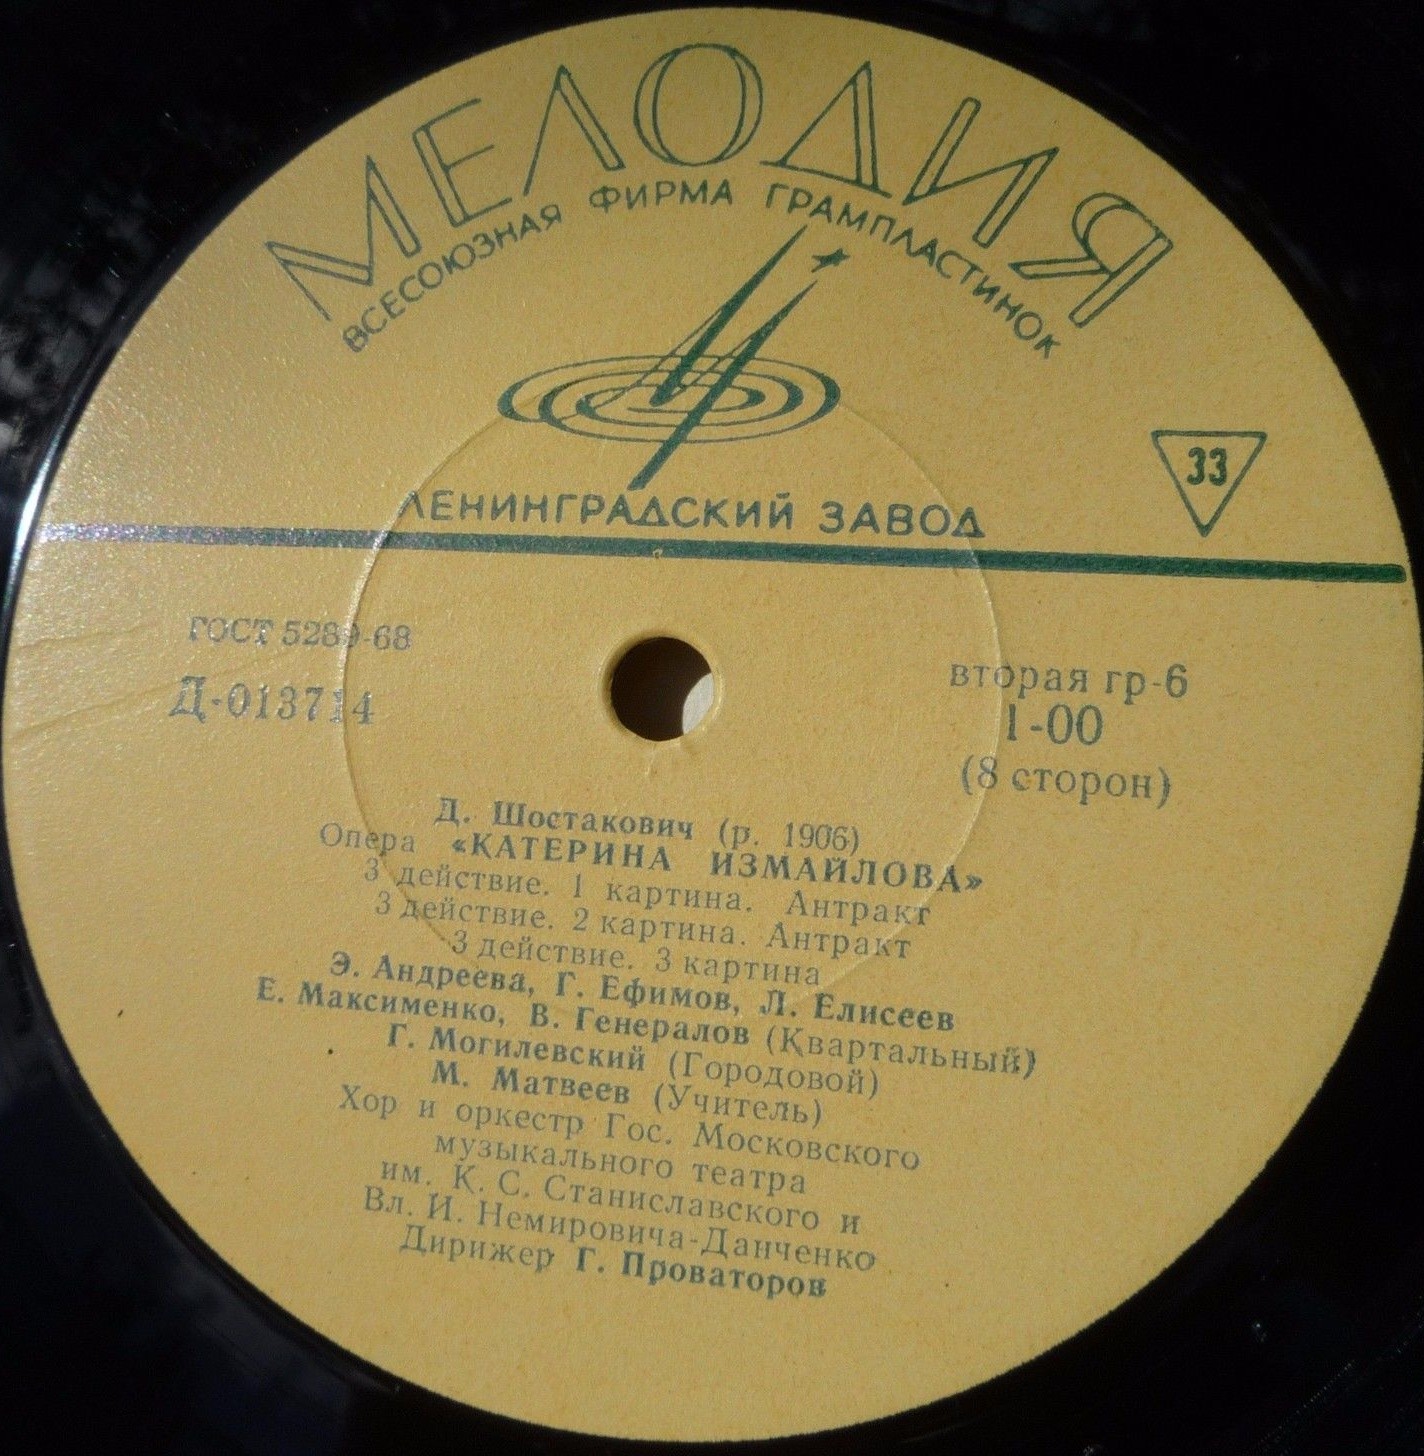 МЕЛОДИЯ
ВСЕСОЮЗНАЯ ФИРМА ГРАМПЛАСТИНОК
33
ЛЕНИНГРАДСКИЙ ЗАВОД
ГОСТ 5289-68
Д-013714
вторая гр-6
1-00
(8 сторон)
Д. Шостакович (р. 1906)
Опера «КАТЕРИНА ИЗМАЙЛОВА»
3 действие. 1 картина. Антракт
3 действие. 2 картина. Антракт
3 действие. 3 картина
Э. Андреева, Г. Ефимов, Л. Елисеев
Е. Максименко, В. Генералов (Квартальный)
Г. Могилевский (Городовой)
М. Матвеев (Учитель)
Хор и оркестр Гос. Московского
музыкального театра
им. К. С. Станиславского и
Вл. И. Немировича-Данченко
Дирижер Г. Проваторов